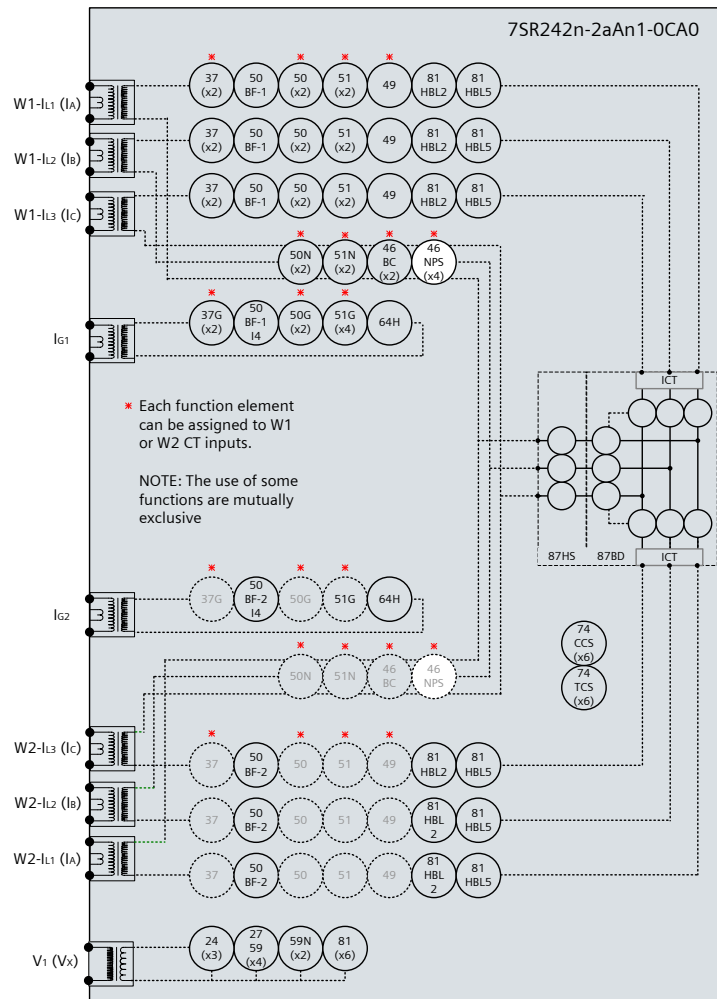 7SR242n-2aAn1-0CA0
* * * *
W1-IL1 (IA)
37 (x2) 50 BF-1 50 (x2) 51 (x2) 49 81 HBL2 81 HBL5
W1-IL2 (IB)
37 (x2) 50 BF-1 50 (x2) 51 (x2) 49 81 HBL2 81 HBL5
W1-IL3 (IC)
37 (x2) 50 BF-1 50 (x2) 51 (x2) 49 81 HBL2 81 HBL5
* * * *
50N (x2) 51N (x2) 46 BC (x2) 46 NPS (x4)
* * *
IG1
37G (x2) 50 BF-1 I4 50G (x2) 51G (x4) 64H
ICT
* Each function element
can be assigned to W1
or W2 CT inputs.
NOTE: The use of some
functions are mutually
exclusive
87HS 87BD ICT
* * *
IG2
37G 50 BF-2 I4 50G 51G 64H
74 CCS (x6)
74 TCS (x6)
* * * *
50N 51N 46 BC 46 NPS
* * * *
W2-IL3 (IC)
37 50 BF-2 50 51 49 81 HBL2 81 HBL5
W2-IL2 (IB)
37 50 BF-2 50 51 49 81 HBL 2 81 HBL5
W2-IL1 (IA)
37 50 BF-2 50 51 49 81 HBL 2 81 HBL5
V1 (VX)
24 (x3) 27 59 (x4) 59N (x2) 81 (x6)